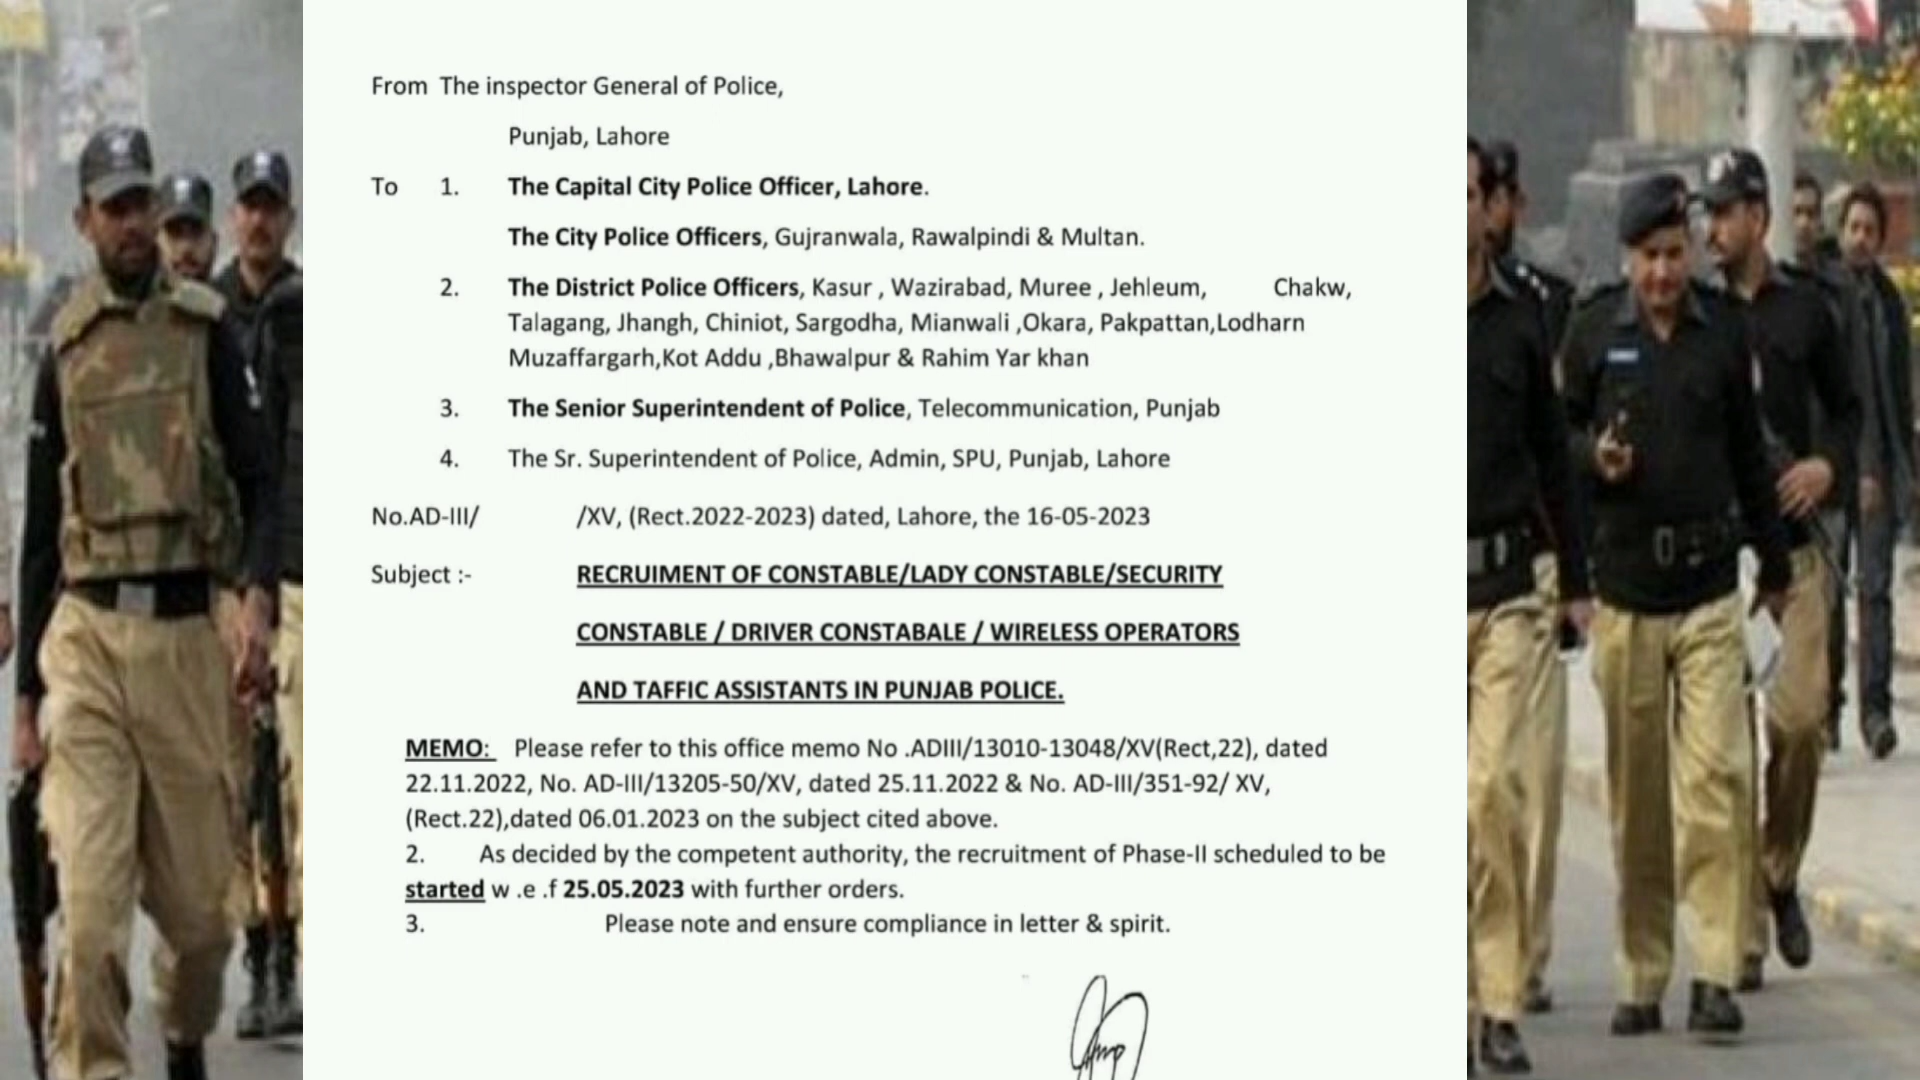 From The inspector General of Police,
Punjab, Lahore
To 1. The Capital City Police Officer, Lahore.
The City Police Officers, Gujranwala, Rawalpindi & Multan.
2. The District Police Officers, Kasur , Wazirabad, Muree , Jehleum, Chakw,
Talagang, Jhangh, Chiniot, Sargodha, Mianwali ,Okara, Pakpattan,Lodharn
Muzaffargarh,Kot Addu ,Bhawalpur & Rahim Yar khan
3. The Senior Superintendent of Police, Telecommunication, Punjab
4. The Sr. Superintendent of Police, Admin, SPU, Punjab, Lahore
No.AD-III/ /XV, (Rect.2022-2023) dated, Lahore, the 16-05-2023
Subject :- RECRUIMENT OF CONSTABLE/LADY CONSTABLE/SECURITY
CONSTABLE / DRIVER CONSTABALE / WIRELESS OPERATORS
AND TAFFIC ASSISTANTS IN PUNJAB POLICE.
MEMO: Please refer to this office memo No .ADIII/13010-13048/XV(Rect,22), dated
22.11.2022, No. AD-III/13205-50/XV, dated 25.11.2022 & No. AD-III/351-92/ XV,
(Rect.22),dated 06.01.2023 on the subject cited above.
2. As decided by the competent authority, the recruitment of Phase-II scheduled to be
started w .e .f 25.05.2023 with further orders.
3. Please note and ensure compliance in letter & spirit.